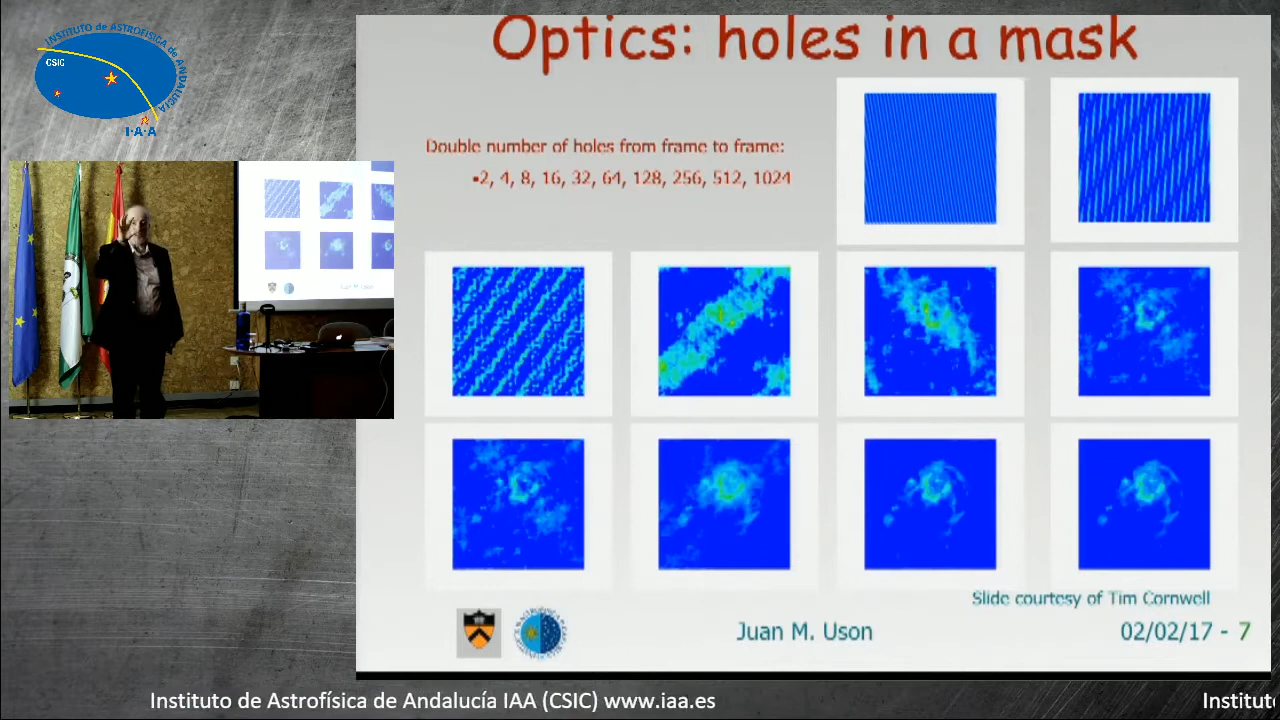 INSTITUTO de ASTROFÍSICA de ANDALUCÍA
CSIC
I·A·A
Optics: holes in a mask
Double number of holes from frame to frame:
•2, 4, 8, 16, 32, 64, 128, 256, 512, 1024
Slide courtesy of Tim Cornwell
Juan M. Uson
02/02/17 - 7
Instituto de Astrofísica de Andalucía IAA (CSIC) www.iaa.es
Instituto